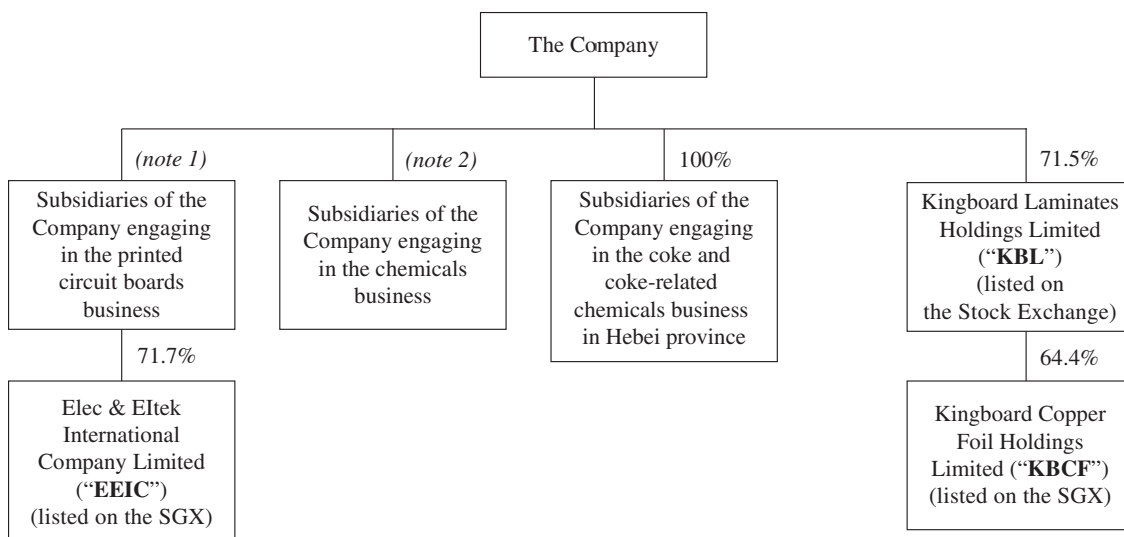 The Company
(note 1)
Subsidiaries of the
Company engaging
in the printed
circuit boards
business
(note 2)
Subsidiaries of the
Company engaging
in the chemicals
business
100%
Subsidiaries of the
Company engaging
in the coke and
coke-related
chemicals business
in Hebei province
71.5%
Kingboard Laminates
Holdings Limited
(“KBL”)
(listed on
the Stock Exchange)
71.7%
Elec & EItek
International
Company Limited
(“EEIC”)
(listed on the SGX)
64.4%
Kingboard Copper
Foil Holdings
Limited (“KBCF”)
(listed on the SGX)